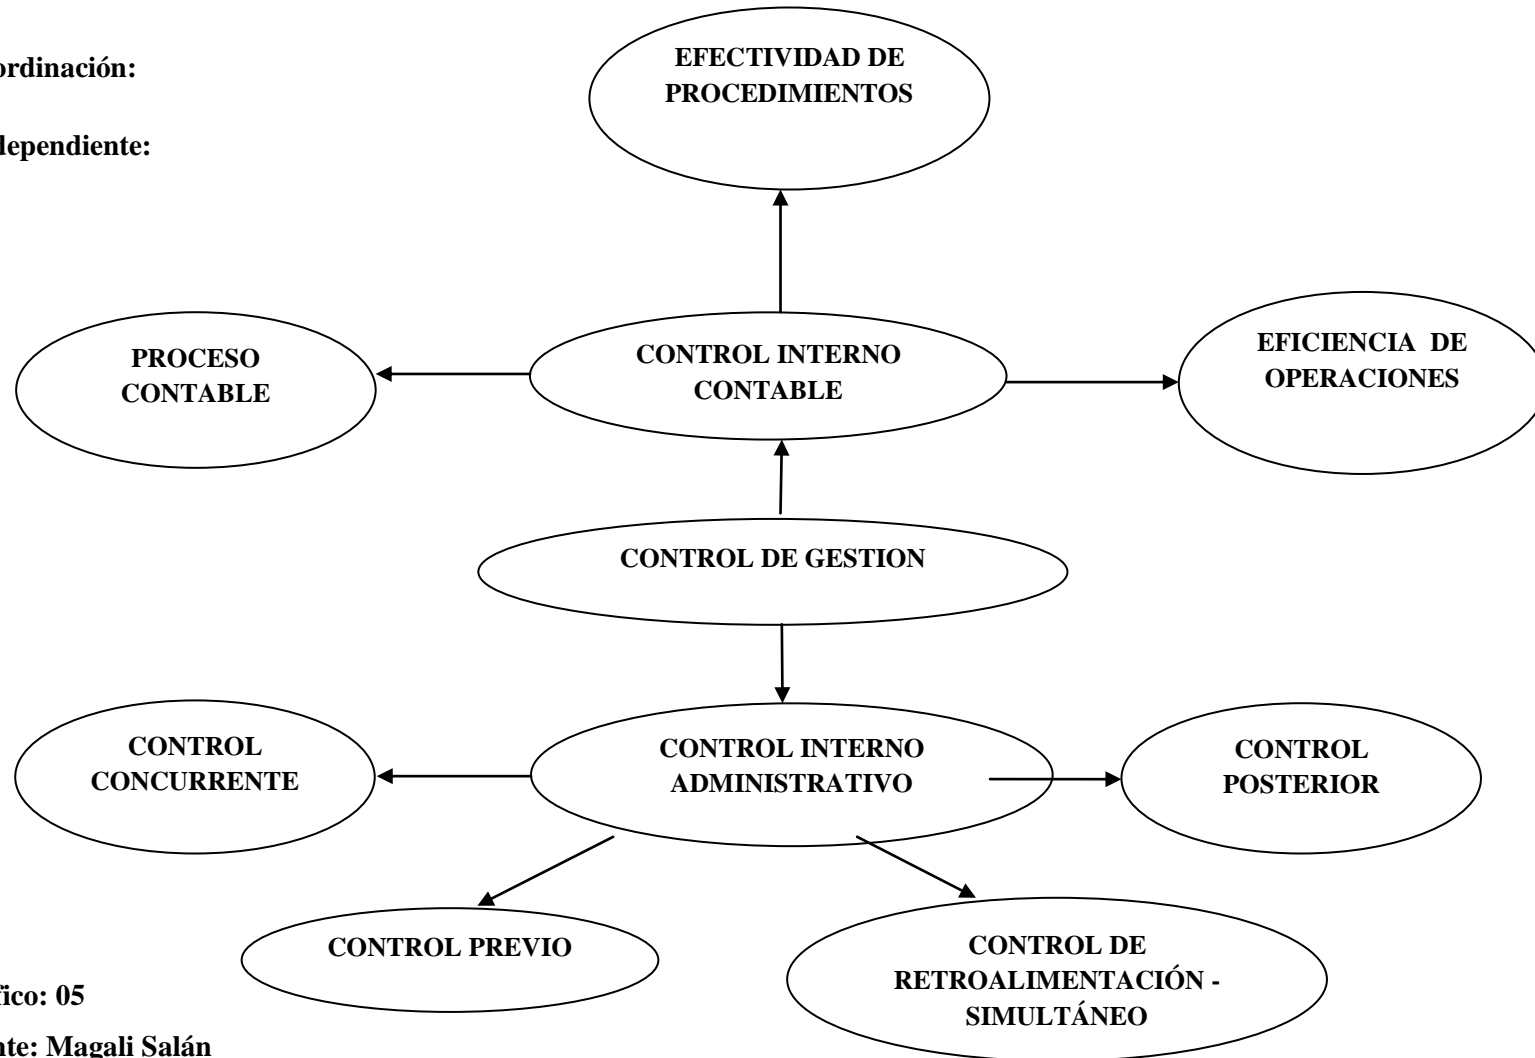 ordinación:
dependiente:
EFECTIVIDAD DE
PROCEDIMIENTOS
PROCESO
CONTABLE
CONTROL INTERNO
CONTABLE
EFICIENCIA DE
OPERACIONES
CONTROL DE GESTION
CONTROL
CONCURRENTE
CONTROL INTERNO
ADMINISTRATIVO
CONTROL
POSTERIOR
CONTROL PREVIO
CONTROL DE
RETROALIMENTACIÓN -
SIMULTÁNEO
fico: 05
nte: Magali Salán